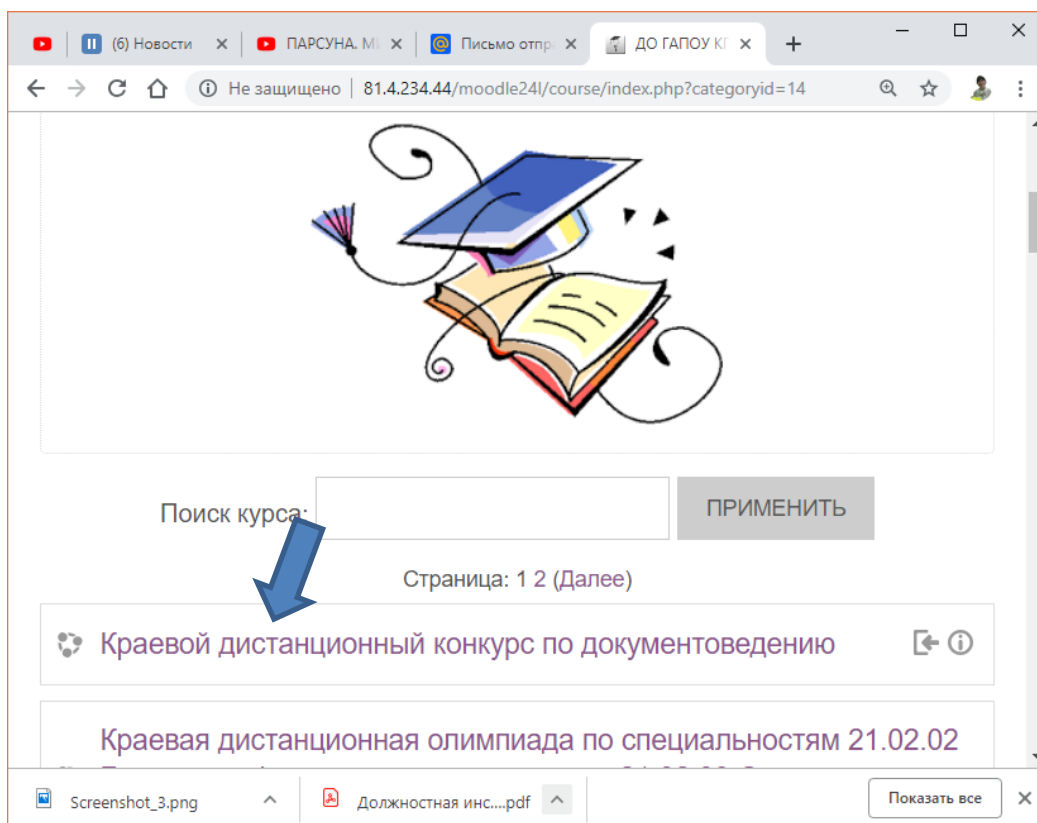 (6) Новости
ПАРСУНА. М
Письмо отпр
ДО ГАПОУ К
Не защищено | 81.4.234.44/moodle24l/course/index.php?categoryid=14
Поиск курса:
ПРИМЕНИТЬ
Страница: 1 2 (Далее)
Краевой дистанционный конкурс по документоведению
Краевая дистанционная олимпиада по специальностям 21.02.02
Screenshot_3.png
Должностная инс....pdf
Показать все